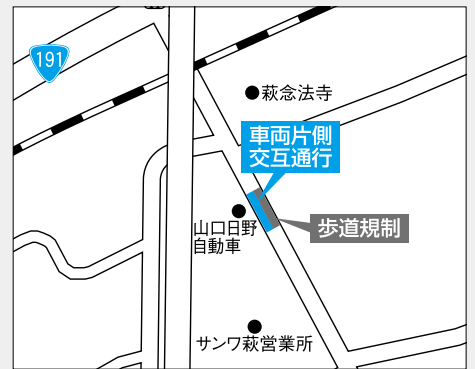 191
萩念法寺
車両片側
交互通行
山口日野
自動車
歩道規制
サンワ萩営業所